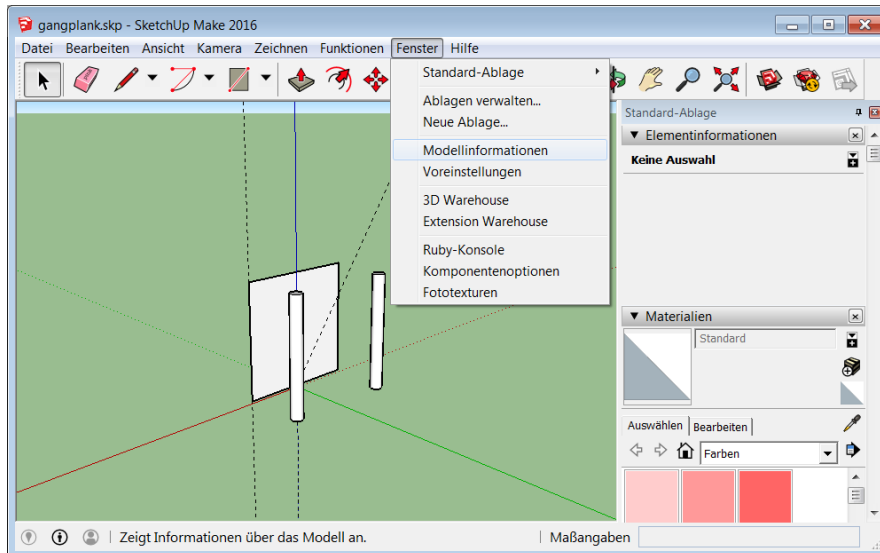 gangplank.skp - SketchUp Make 2016
Datei Bearbeiten Ansicht Kamera Zeichnen Funktionen Fenster Hilfe
Standard-Ablage
Ablagen verwalten...
Neue Ablage...
Modellinformationen
Voreinstellungen
3D Warehouse
Extension Warehouse
Ruby-Konsole
Komponentenoptionen
Fototexturen
Standard-Ablage
Elementinformationen
Keine Auswahl
Materialien
Standard
Auswählen Bearbeiten
Farben
Zeigt Informationen über das Modell an. Maßangaben